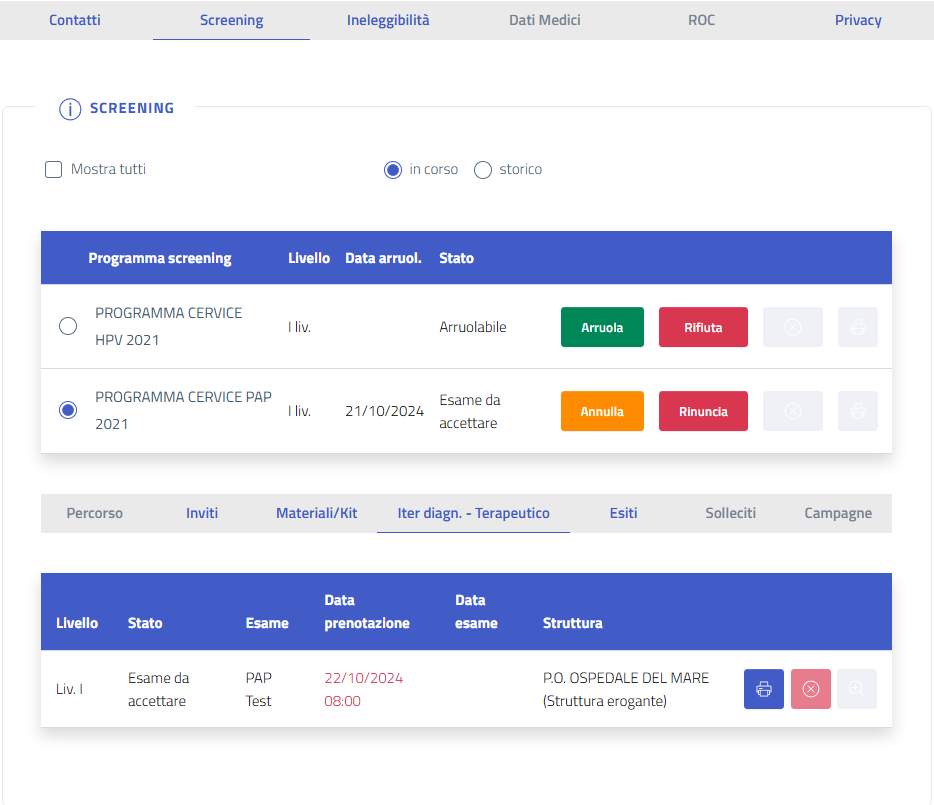 Contatti Screening Ineleggibilità Dati Medici ROC Privacy
SCREENING
Mostra tutti in corso storico
Programma screening Livello Data arruol. Stato
PROGRAMMA CERVICE
HPV 2021
I liv.
Arruolabile
Arruola Rifiuta
PROGRAMMA CERVICE PAP
2021
I liv.
21/10/2024
Esame da
accettare
Annulla Rinuncia
Percorso Inviti Materiali/Kit Iter diagn. - Terapeutico Esiti Solleciti Campagne
Livello
Stato
Esame
Data
prenotazione
Data
esame
Struttura
Liv. I
Esame da
accettare
PAP
Test
22/10/2024
08:00
P.O. OSPEDALE DEL MARE
(Struttura erogante)